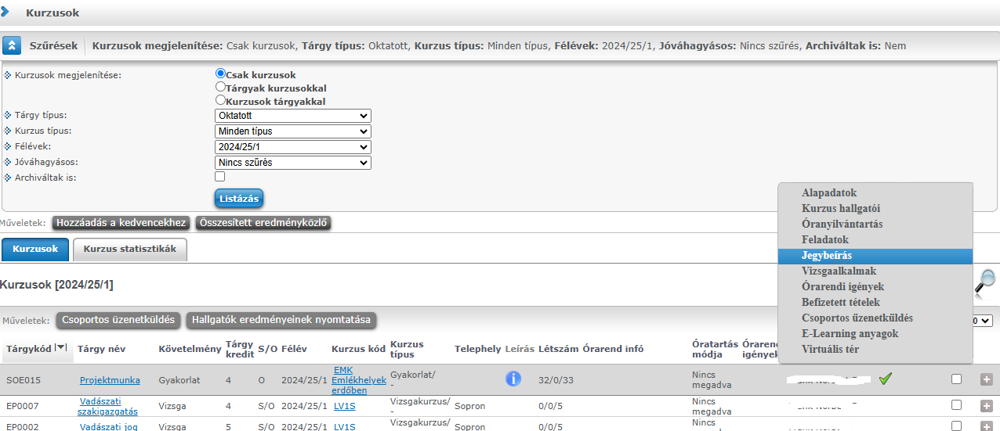 Kurzusok
Szűrések Kurzusok megjelenítése: Csak kurzusok, Tárgy típus: Oktatott, Kurzus típus: Minden típus, Félévek: 2024/25/1, Jóváhagyásos: Nincs szűrés, Archiváltak is: Nem
Kurzusok megjelenítése: Csak kurzusok
Tárgyak kurzusokkal
Kurzusok tárgyakkal
Tárgy típus: Oktatott
Kurzus típus: Minden típus
Félévek: 2024/25/1
Jóváhagyásos: Nincs szűrés
Archiváltak is:
Listázás
Műveletek: Hozzáadás a kedvencekhez Összesített eredményközlő
Kurzusok Kurzus statisztikák
Alapadatok
Kurzus hallgatói
Óranyilvántartás
Feladatok
Jegybeírás
Vizsgaalkalmak
Órarendi igények
Befizetett tételek
Csoportos üzenetküldés
E-Learning anyagok
Virtuális tér
Kurzusok [2024/25/1]
Műveletek: Csoportos üzenetküldés Hallgatók eredményeinek nyomtatása
Tárgykód Tárgy név Követelmény Tárgy kredit S/O Félév Kurzus kód Kurzus típus Telephely Leírás Létszám Órarend infó Óratartás módja Órarend igények
SOE015 Projektmunka Gyakorlat 4 O 2024/25/1 EMK Emlékhelyek erdőben Gyakorlat/ - 32/0/33 Nincs megadva
EP0007 Vadászati szakigazgatás Vizsga 4 S/O 2024/25/1 LV1S Vizsgakurzus/ - Sopron 0/0/5 Nincs megadva
EP0002 Vadászati jog Vizsga 5 S/O 2024/25/1 LV1S Vizsgakurzus/ Sopron 0/0/5 Nincs